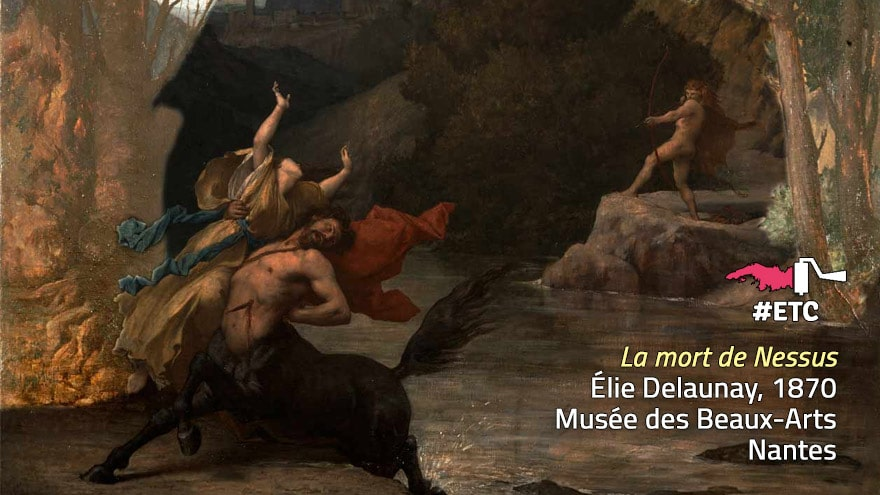 #ETC
La mort de Nessus
Élie Delaunay, 1870
Musée des Beaux-Arts
Nantes